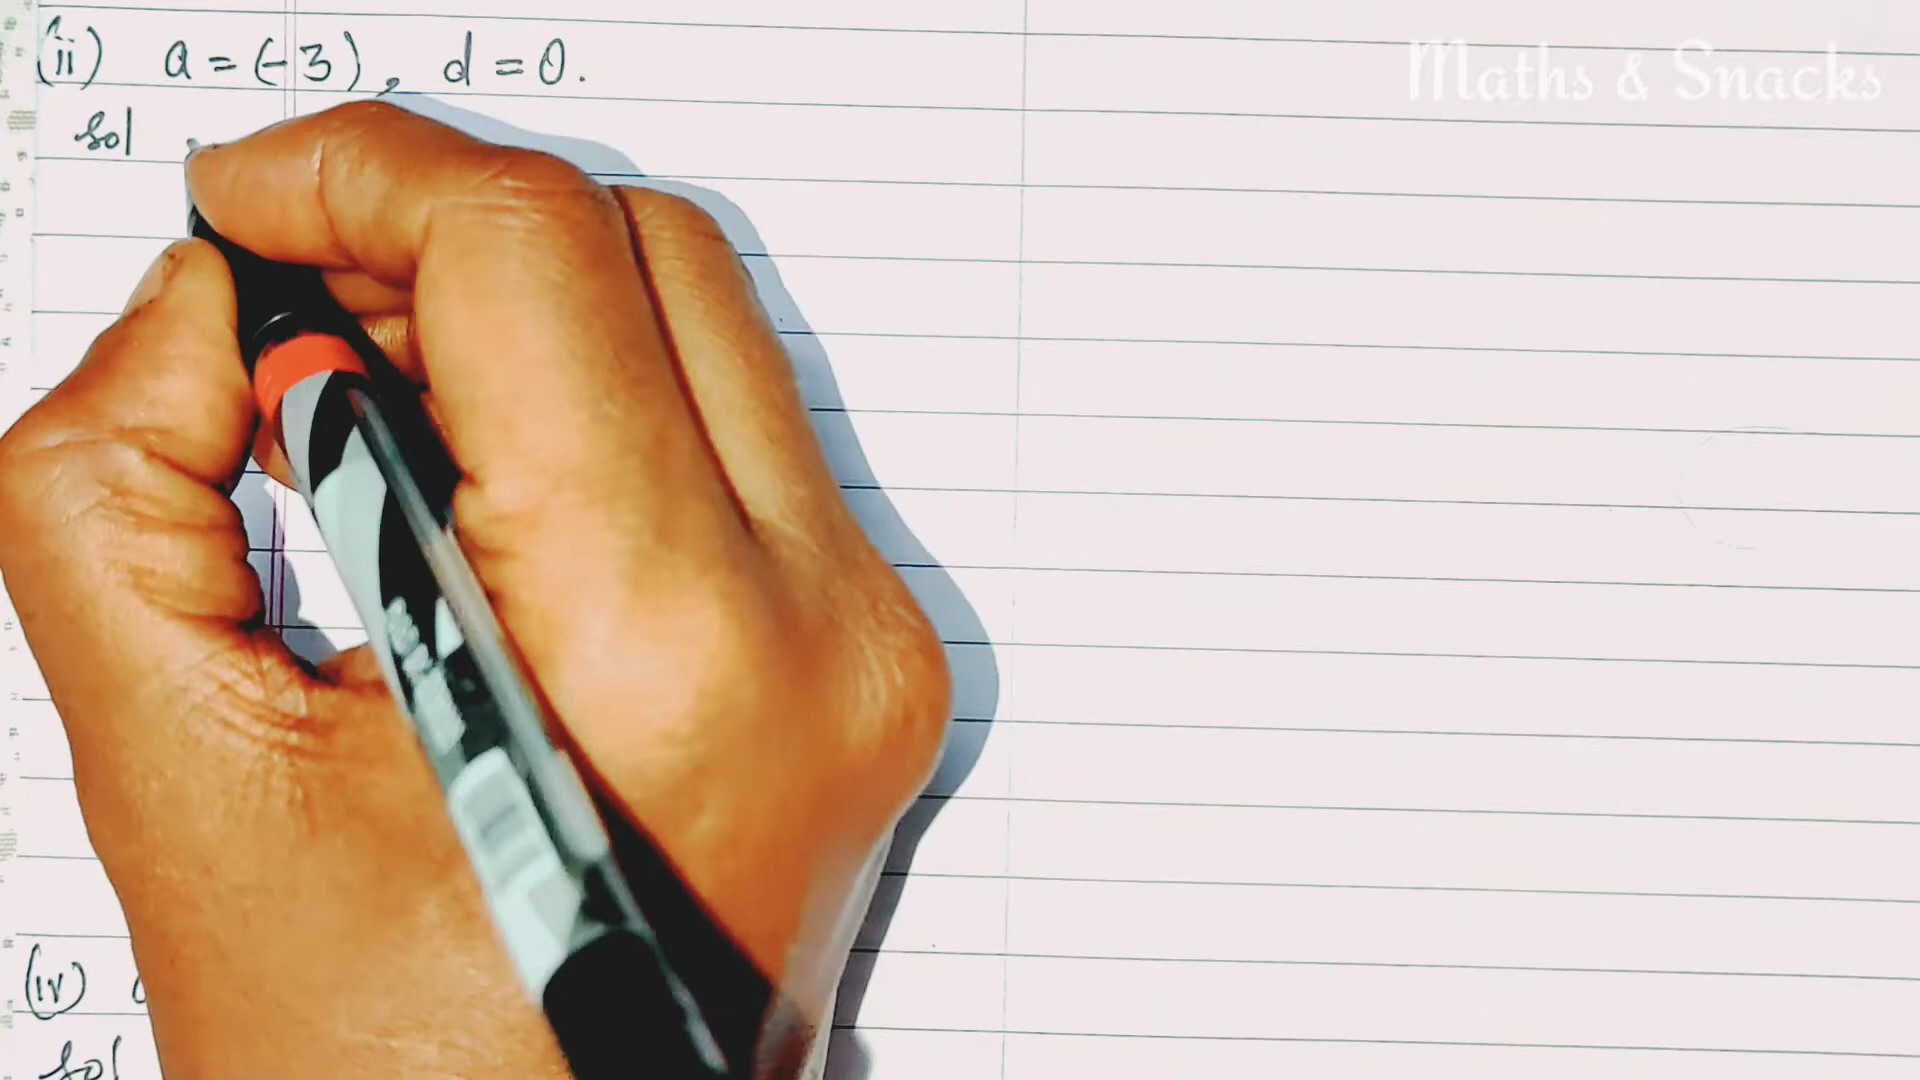 Maths & Snacks
(ii) a = (-3), d = 0.
sol
(iv)
sol